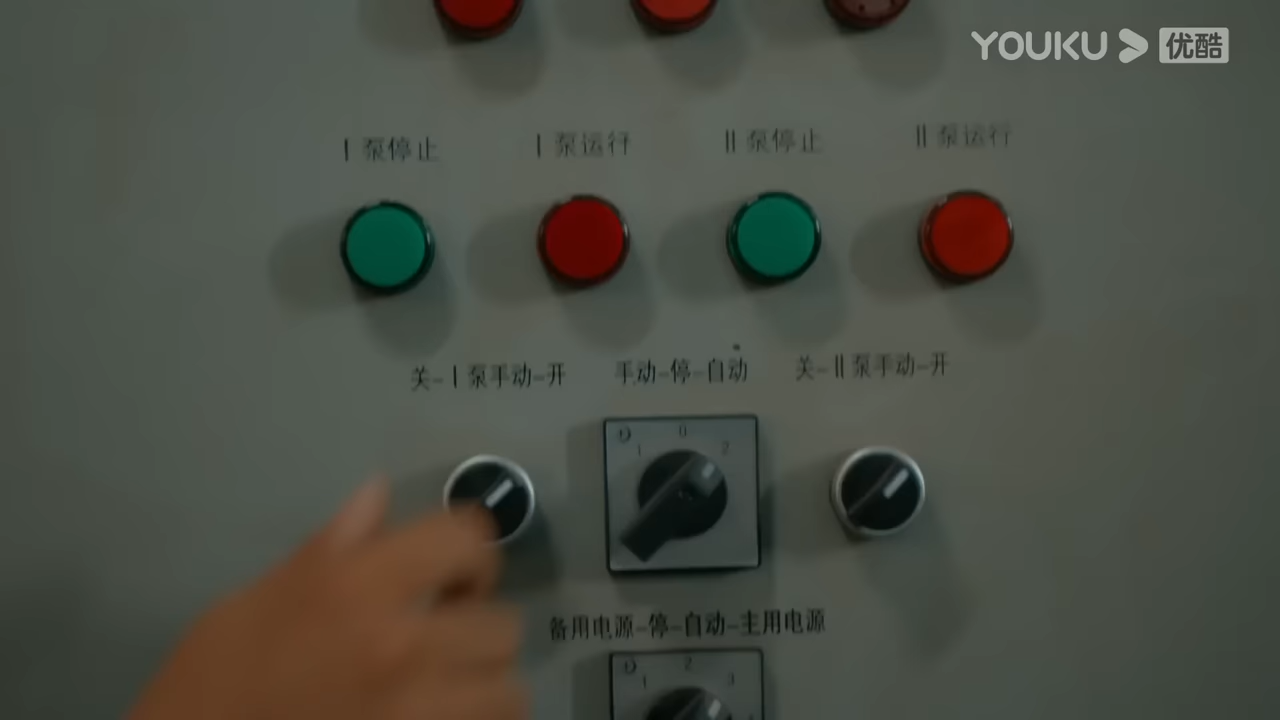 YOUKU 优酷
Ⅰ泵停止 Ⅰ泵运行 Ⅱ泵停止 Ⅱ泵运行
关-Ⅰ泵手动-开 手动-停-自动 关-Ⅱ泵手动-开
1 0 2
备用电源-停-自动-主用电源
1 2 3